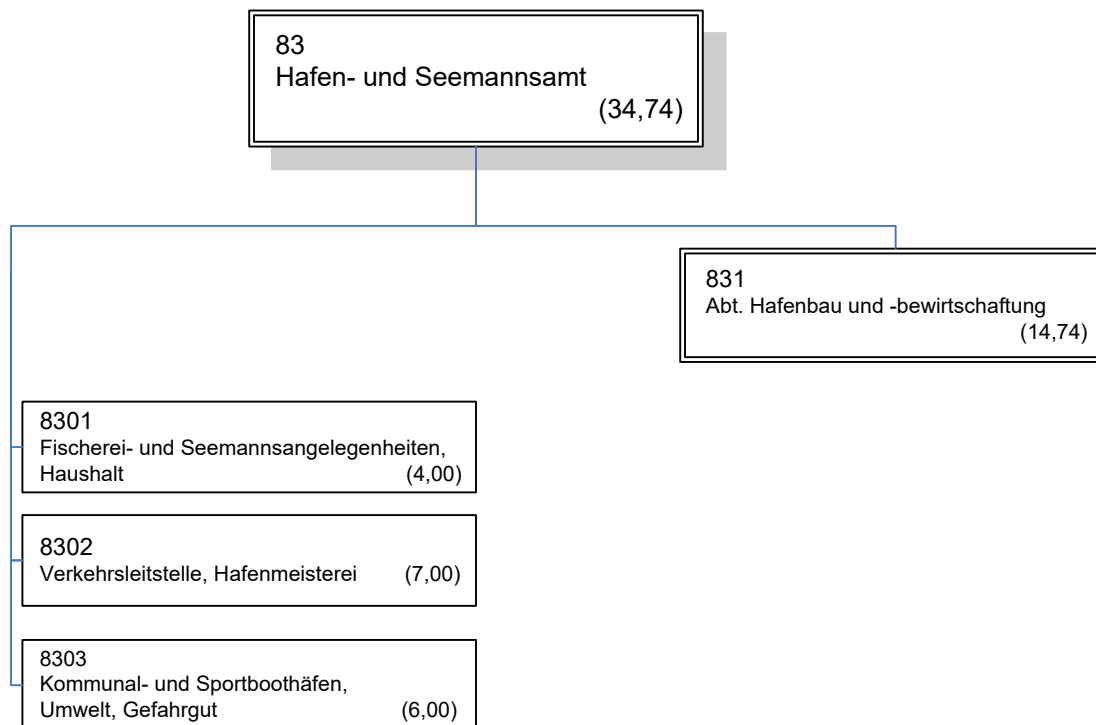 83
Hafen- und Seemannsamt
(34,74)
831
Abt. Hafenbau und -bewirtschaftung
(14,74)
8301
Fischerei- und Seemannsangelegenheiten,
Haushalt (4,00)
8302
Verkehrsleitstelle, Hafenmeisterei (7,00)
8303
Kommunal- und Sportboothäfen,
Umwelt, Gefahrgut (6,00)